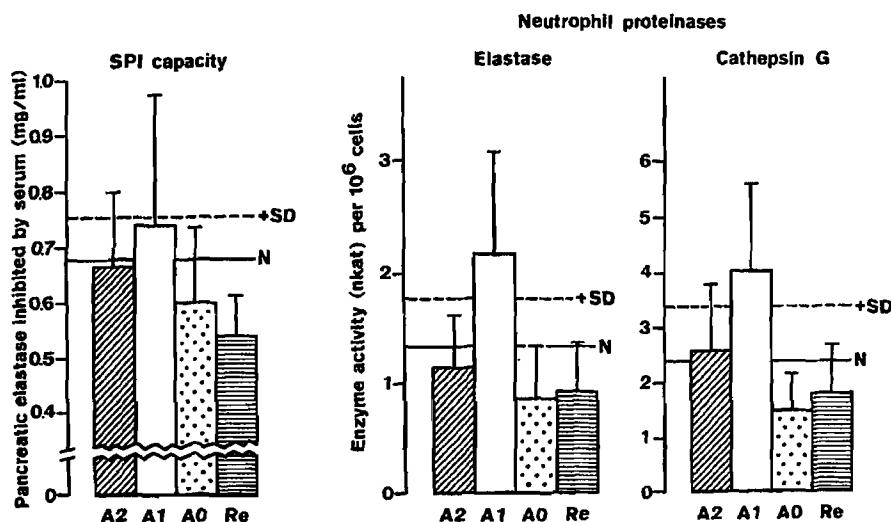 Neutrophil proteinases
SPI capacity
Elastase
Cathepsin G
Pancreatic elastase inhibited by serum (mg/ml)
1.0
0.9
0.8
0.7
0.6
0.5
0.4
0
+SD
N
A2 A1 A0 Re
Enzyme activity (nkat) per 10⁶ cells
3
2
1
0
+SD
N
A2 A1 A0 Re
6
5
4
3
2
1
0
+SD
N
A2 A1 A0 Re